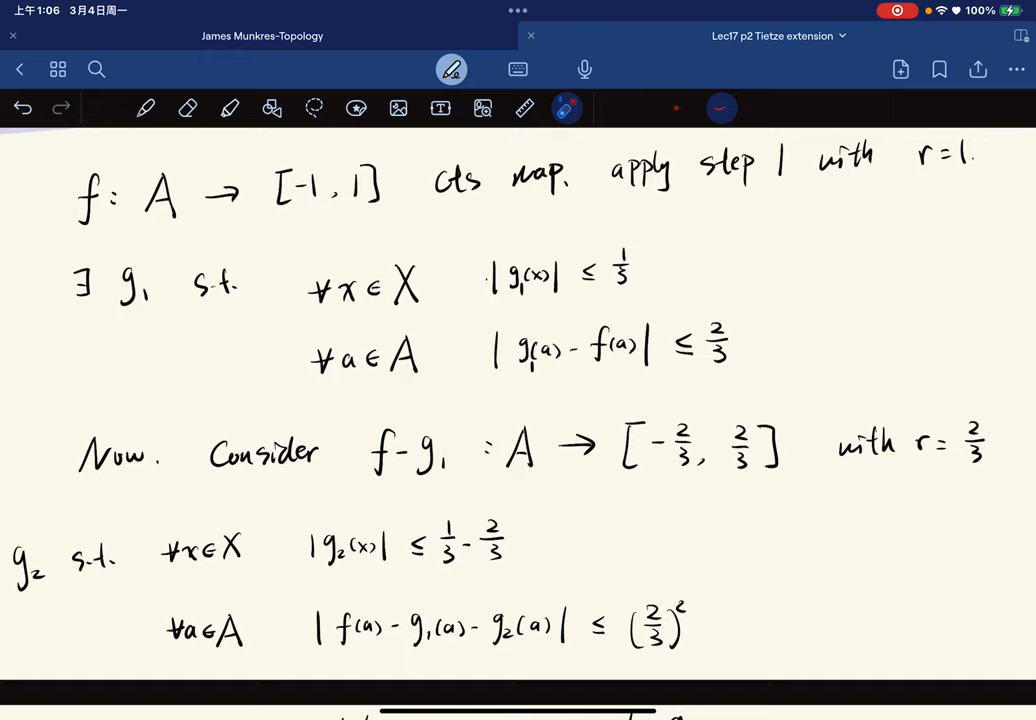 上午1:06 3月4日周一 100%
James Munkres-Topology
Lec17 p2 Tietze extension
f: A → [-1, 1] cts map. apply step 1 with r=1.
∃ g₁ s.t. ∀x∈X |g₁(x)| ≤ 1/3
∀a∈A |g₁(a) - f(a)| ≤ 2/3
Now. Consider f-g₁ : A → [-2/3, 2/3] with r= 2/3
g₂ s.t. ∀x∈X |g₂(x)| ≤ 1/3 - 2/3
∀a∈A |f(a) - g₁(a) - g₂(a)| ≤ (2/3)²